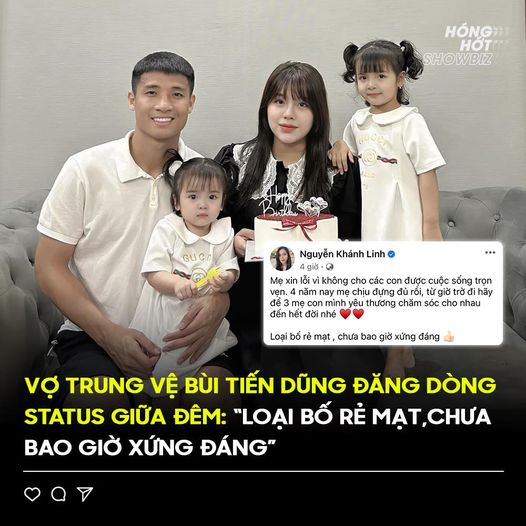 HÓNG
HỚT
SHOWBIZ
GUCCI
GUCCI
Happy
Birthday
Nguyễn Khánh Linh
4 giờ
Mẹ xin lỗi vì không cho các con được cuộc sống trọn
vẹn. 4 năm nay mẹ chịu đựng đủ rồi, từ giờ trở đi hãy
để 3 mẹ con mình yêu thương chăm sóc cho nhau
đến hết đời nhé ❤️❤️
Loại bố rẻ mạt , chưa bao giờ xứng đáng 👍🏻
VỢ TRUNG VỆ BÙI TIẾN DŨNG ĐĂNG DÒNG
STATUS GIỮA ĐÊM: “LOẠI BỐ RẺ MẠT,CHƯA
BAO GIỜ XỨNG ĐÁNG”